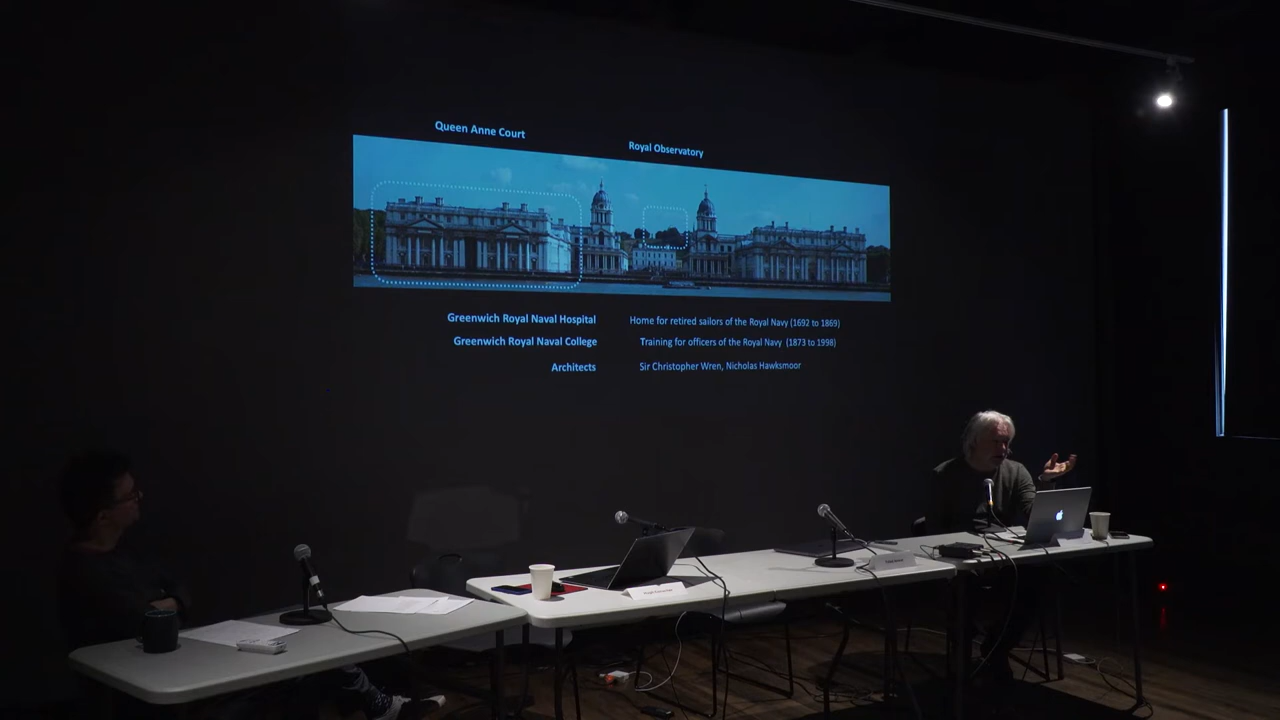 Queen Anne Court
Royal Observatory
Greenwich Royal Naval Hospital Home for retired sailors of the Royal Navy (1692 to 1869)
Greenwich Royal Naval College Training for officers of the Royal Navy (1873 to 1998)
Architects Sir Christopher Wren, Nicholas Hawksmoor